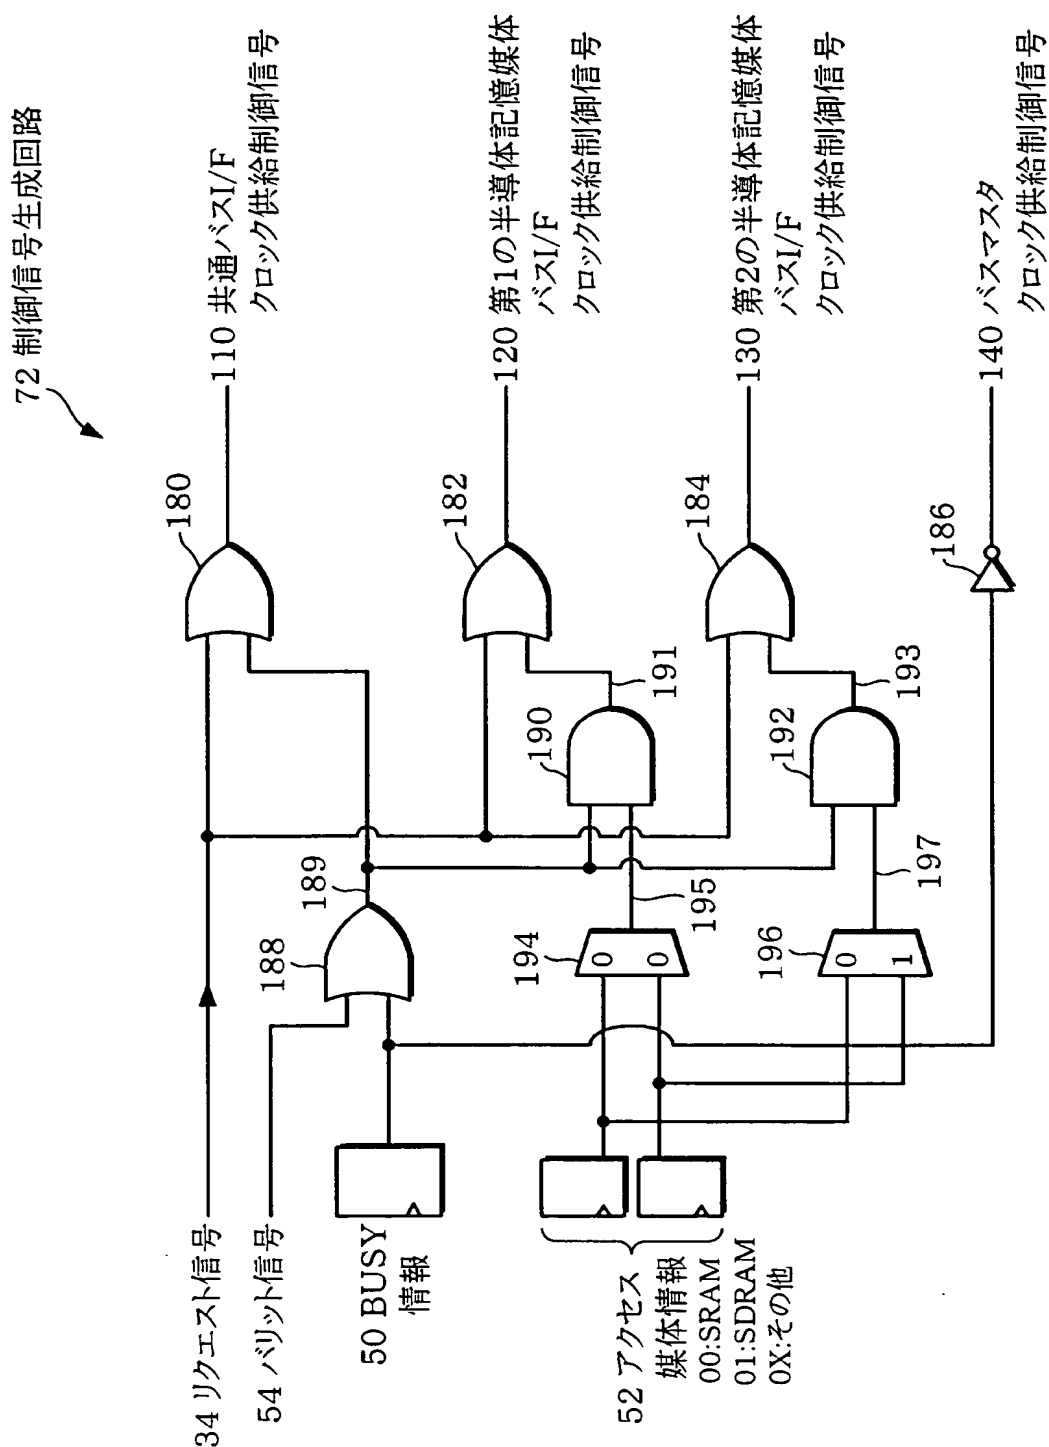 72 制御信号生成回路
34 リクエスト信号
54 バリット信号
50 BUSY
情報
52 アクセス
媒体情報
00:SRAM
01:SDRAM
0X:その他
188
189
180
110 共通バスI/F
クロック供給制御信号
194
0
0
195
190
191
182
120 第1の半導体記憶媒体
バスI/F
クロック供給制御信号
196
0
1
197
192
193
184
130 第2の半導体記憶媒体
バスI/F
クロック供給制御信号
186
140 バスマスタ
クロック供給制御信号